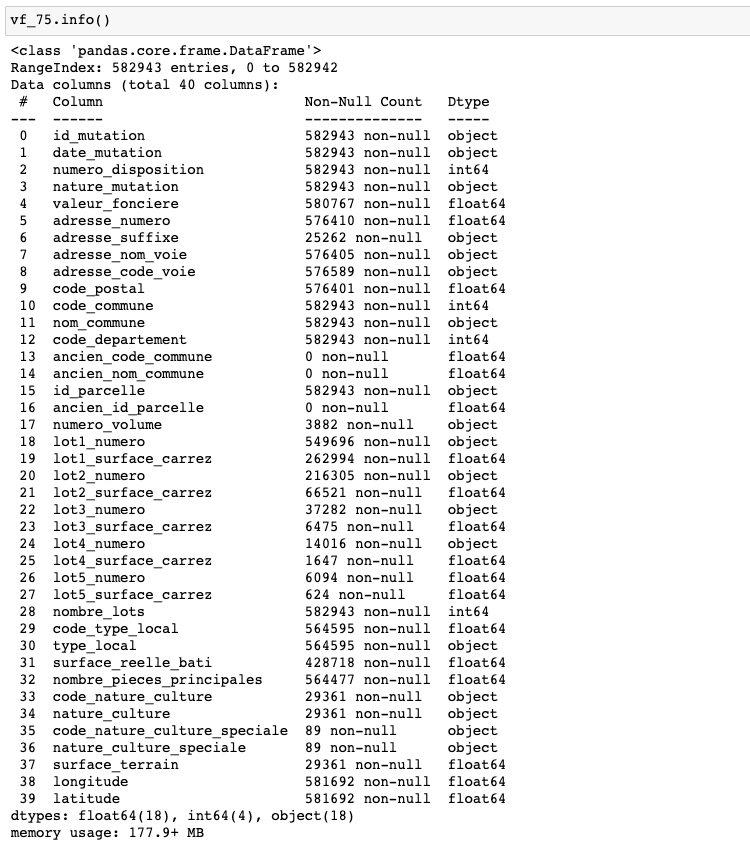 vf_75.info()
<class 'pandas.core.frame.DataFrame'>
RangeIndex: 582943 entries, 0 to 582942
Data columns (total 40 columns):
 #   Column                       Non-Null Count   Dtype
---  ------                       --------------   -----
 0   id_mutation                  582943 non-null  object
 1   date_mutation                582943 non-null  object
 2   numero_disposition           582943 non-null  int64
 3   nature_mutation              582943 non-null  object
 4   valeur_fonciere              580767 non-null  float64
 5   adresse_numero               576410 non-null  float64
 6   adresse_suffixe              25262 non-null   object
 7   adresse_nom_voie             576405 non-null  object
 8   adresse_code_voie            576589 non-null  object
 9   code_postal                  576401 non-null  float64
 10  code_commune                 582943 non-null  int64
 11  nom_commune                  582943 non-null  object
 12  code_departement             582943 non-null  int64
 13  ancien_code_commune          0 non-null       float64
 14  ancien_nom_commune           0 non-null       float64
 15  id_parcelle                  582943 non-null  object
 16  ancien_id_parcelle           0 non-null       float64
 17  numero_volume                3882 non-null    object
 18  lot1_numero                  549696 non-null  object
 19  lot1_surface_carrez          262994 non-null  float64
 20  lot2_numero                  216305 non-null  object
 21  lot2_surface_carrez          66521 non-null   float64
 22  lot3_numero                  37282 non-null   object
 23  lot3_surface_carrez          6475 non-null    float64
 24  lot4_numero                  14016 non-null   object
 25  lot4_surface_carrez          1647 non-null    float64
 26  lot5_numero                  6094 non-null    float64
 27  lot5_surface_carrez          624 non-null     float64
 28  nombre_lots                  582943 non-null  int64
 29  code_type_local              564595 non-null  float64
 30  type_local                   564595 non-null  object
 31  surface_reelle_bati          428718 non-null  float64
 32  nombre_pieces_principales    564477 non-null  float64
 33  code_nature_culture          29361 non-null   object
 34  nature_culture               29361 non-null   object
 35  code_nature_culture_speciale  89 non-null      object
 36  nature_culture_speciale      89 non-null      object
 37  surface_terrain              29361 non-null   float64
 38  longitude                    581692 non-null  float64
 39  latitude                     581692 non-null  float64
dtypes: float64(18), int64(4), object(18)
memory usage: 177.9+ MB